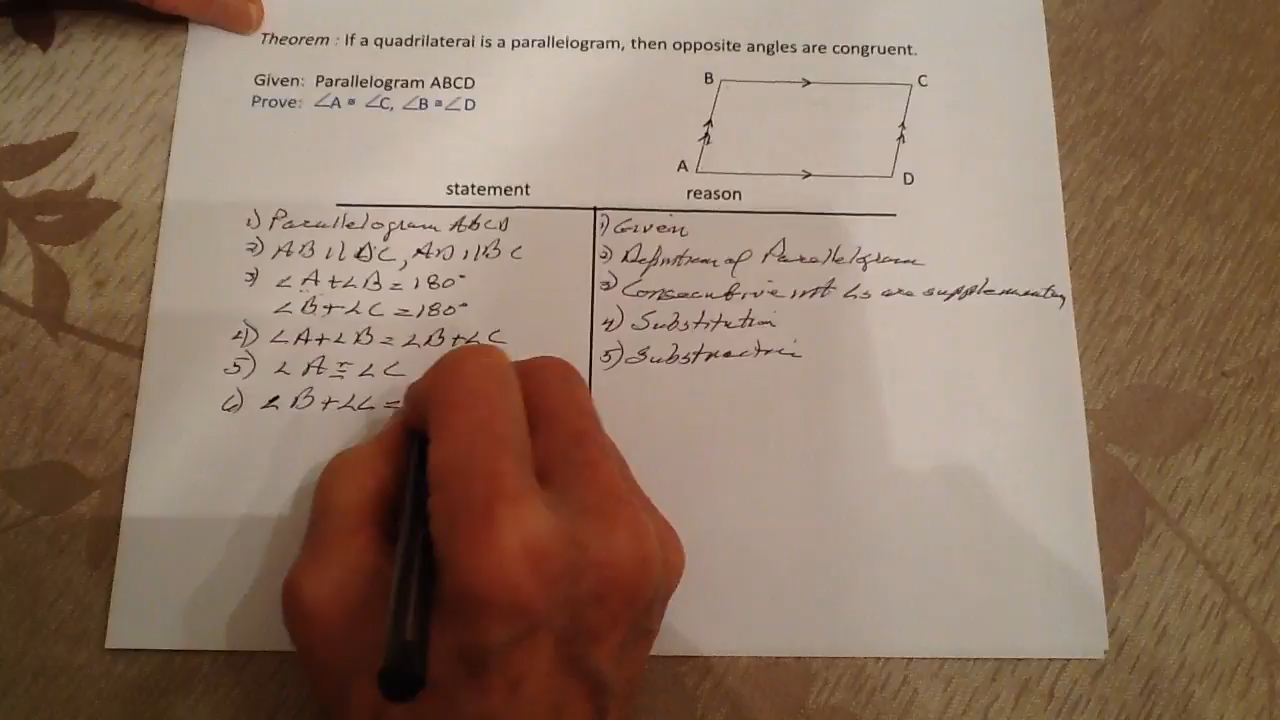 Theorem : If a quadrilateral is a parallelogram, then opposite angles are congruent.
Given: Parallelogram ABCD
Prove: ∠A ≅ ∠C, ∠B ≅ ∠D
B
C
A
D
statement
reason
1) Parallelogram ABCD
1) Given
2) AB || DC, AD || BC
2) Definition of Parallelogram
3) ∠A + ∠B = 180°
∠B + ∠C = 180°
3) Consecutive int ∠s are supplementary
4) ∠A + ∠B = ∠B + ∠C
4) Substitution
5) ∠A ≅ ∠C
5) Substraction
6) ∠B + ∠C =